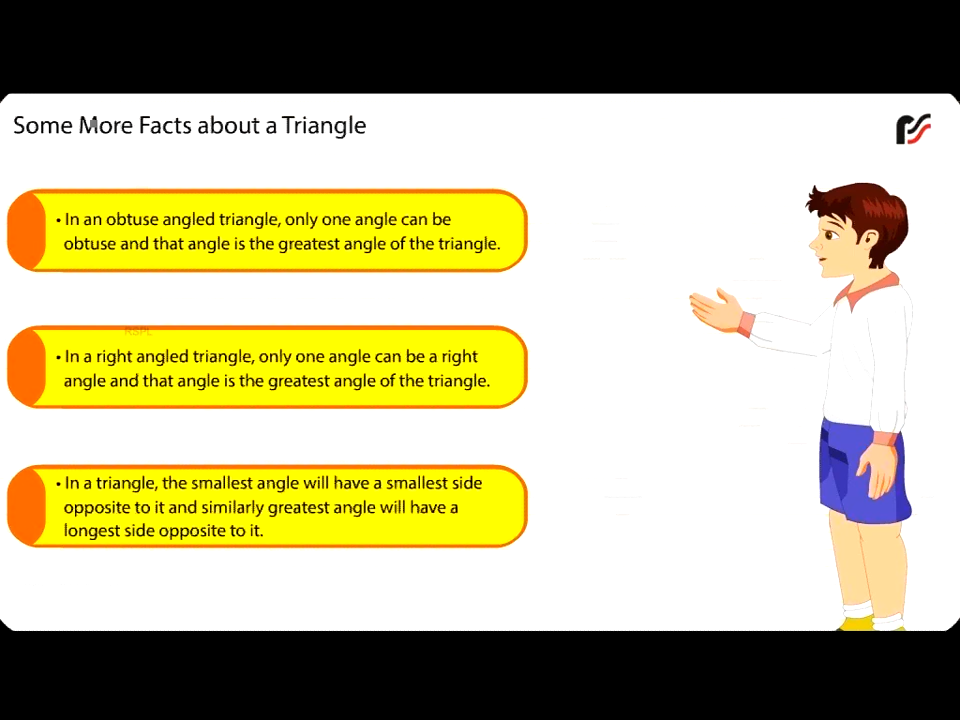 Some More Facts about a Triangle
• In an obtuse angled triangle, only one angle can be
obtuse and that angle is the greatest angle of the triangle.
RSPL
• In a right angled triangle, only one angle can be a right
angle and that angle is the greatest angle of the triangle.
• In a triangle, the smallest angle will have a smallest side
opposite to it and similarly greatest angle will have a
longest side opposite to it.